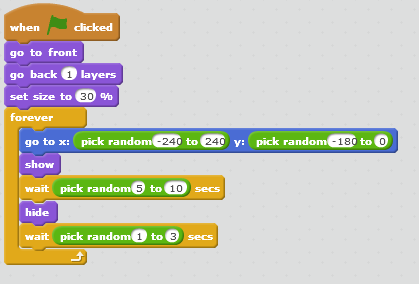 when clicked
go to front
go back 1 layers
set size to 30 %
forever
go to x: pick random -240 to 240 y: pick random -180 to 0
show
wait pick random 5 to 10 secs
hide
wait pick random 1 to 3 secs